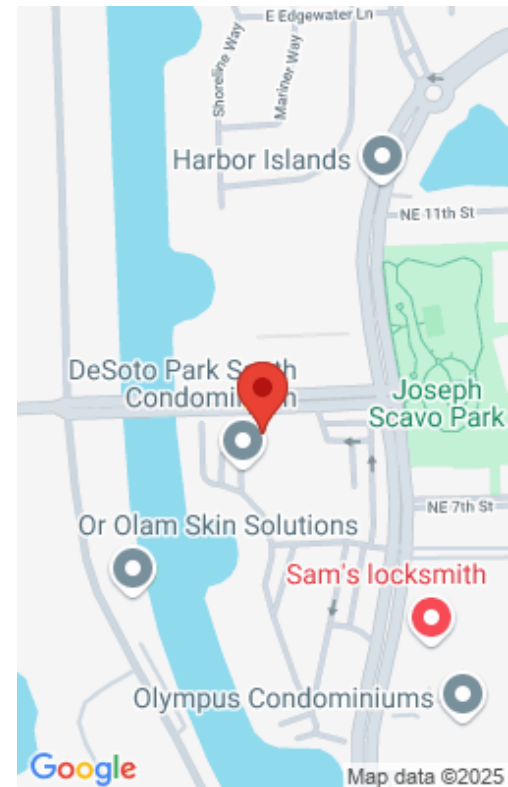 E Edgewater Ln
Shoreline Way
Mariner Way
Harbor Islands
NE 11th St
DeSoto Park South
Condominium
Joseph
Scavo Park
NE 7th St
Or Olam Skin Solutions
Sam's locksmith
Olympus Condominiums
Google
Map data ©2025